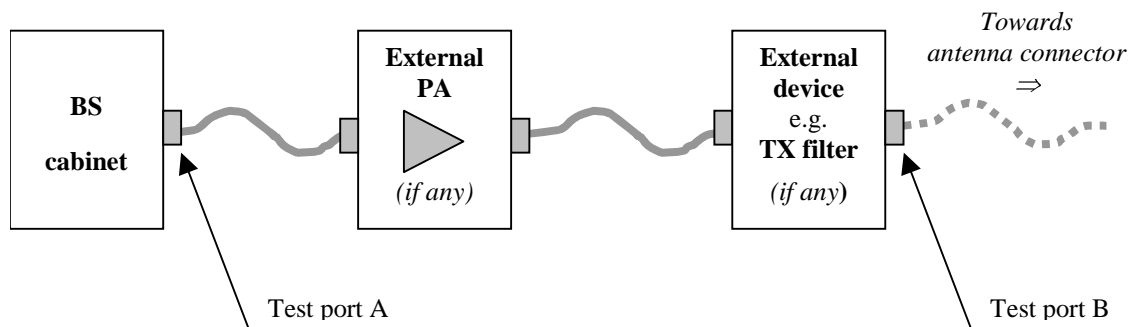 BS
cabinet
External
PA
(if any)
External
device
e.g.
TX filter
(if any)
Towards
antenna connector
⇒
Test port A
Test port B